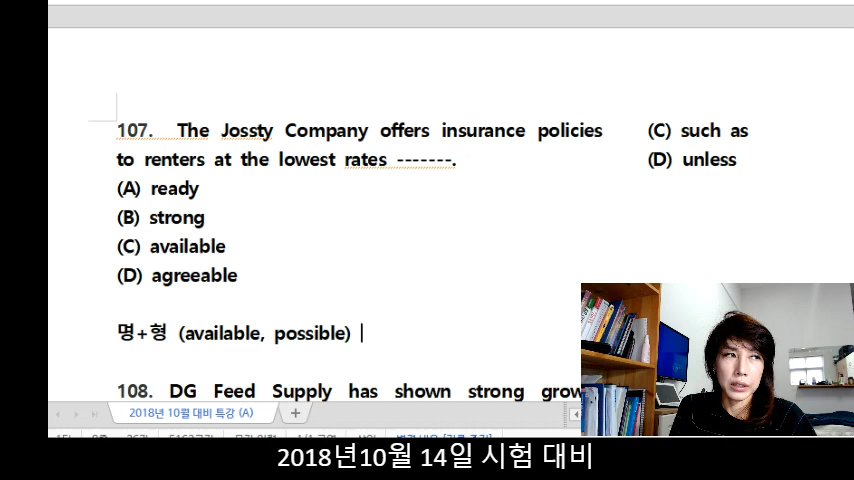 107. The Jossty Company offers insurance policies
to renters at the lowest rates -------.
(A) ready
(B) strong
(C) available
(D) agreeable
명+형 (available, possible)
108. DG Feed Supply has shown strong grow
(C) such as
(D) unless
2018년 10월 대비 특강 (A)
2018년10월 14일 시험 대비